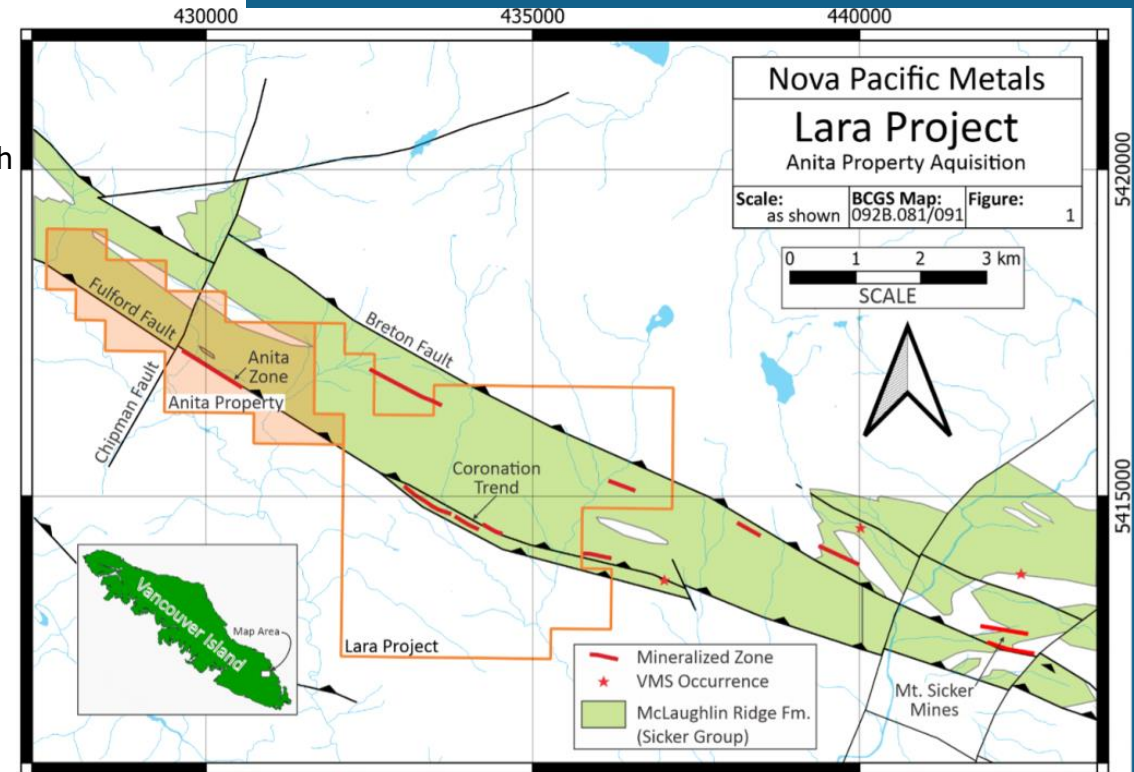 430000
435000
440000
h
Nova Pacific Metals
Lara Project
Anita Property Aquisition
Scale:
as shown
BCGS Map:
092B.081/091
Figure:
1
5420000
0 1 2 3 km
SCALE
Fulford Fault
Breton Fault
Anita
Zone
Anita Property
Chipman Fault
Coronation
Trend
5415000
Vancouver Island
Map Area
Lara Project
Mineralized Zone
VMS Occurrence
McLaughlin Ridge Fm.
(Sicker Group)
Mt. Sicker
Mines